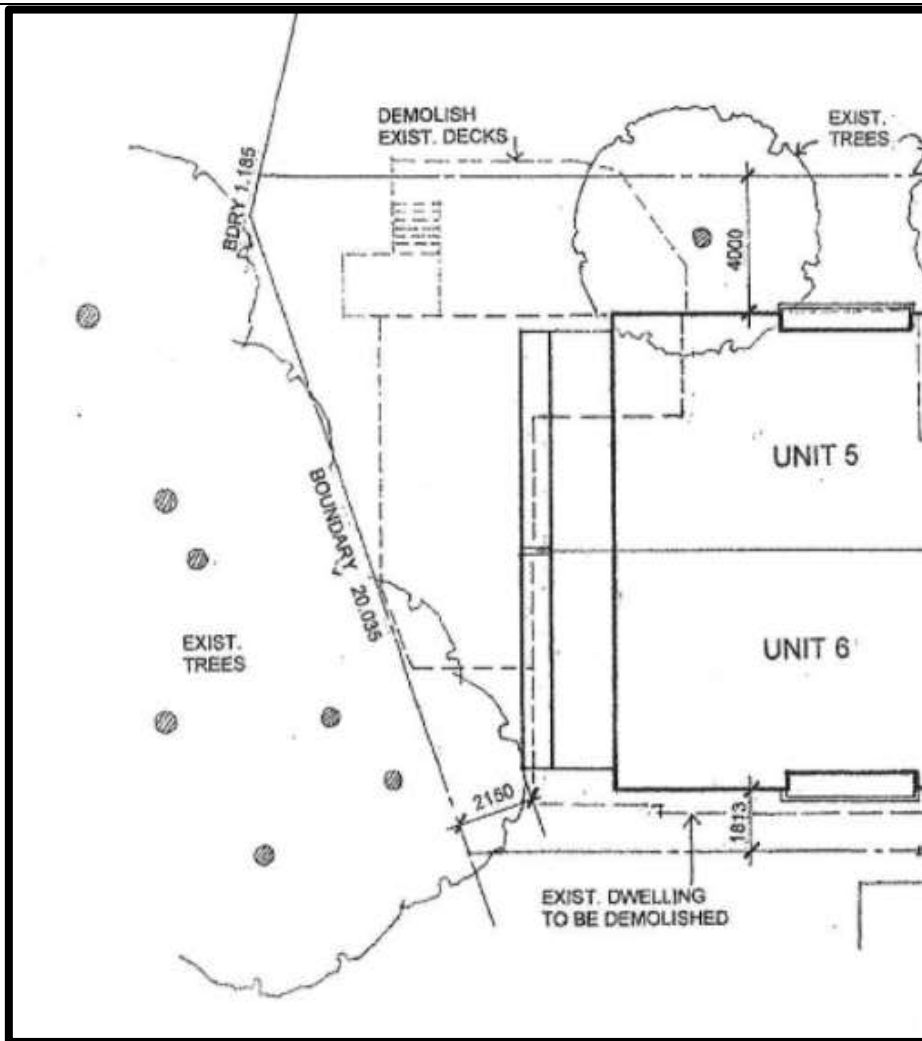 DEMOLISH
EXIST. DECKS
EXIST.
TREES
BDRY 1.185
4000
UNIT 5
BOUNDARY 20.035
EXIST.
TREES
UNIT 6
2150
1813
EXIST. DWELLING
TO BE DEMOLISHED